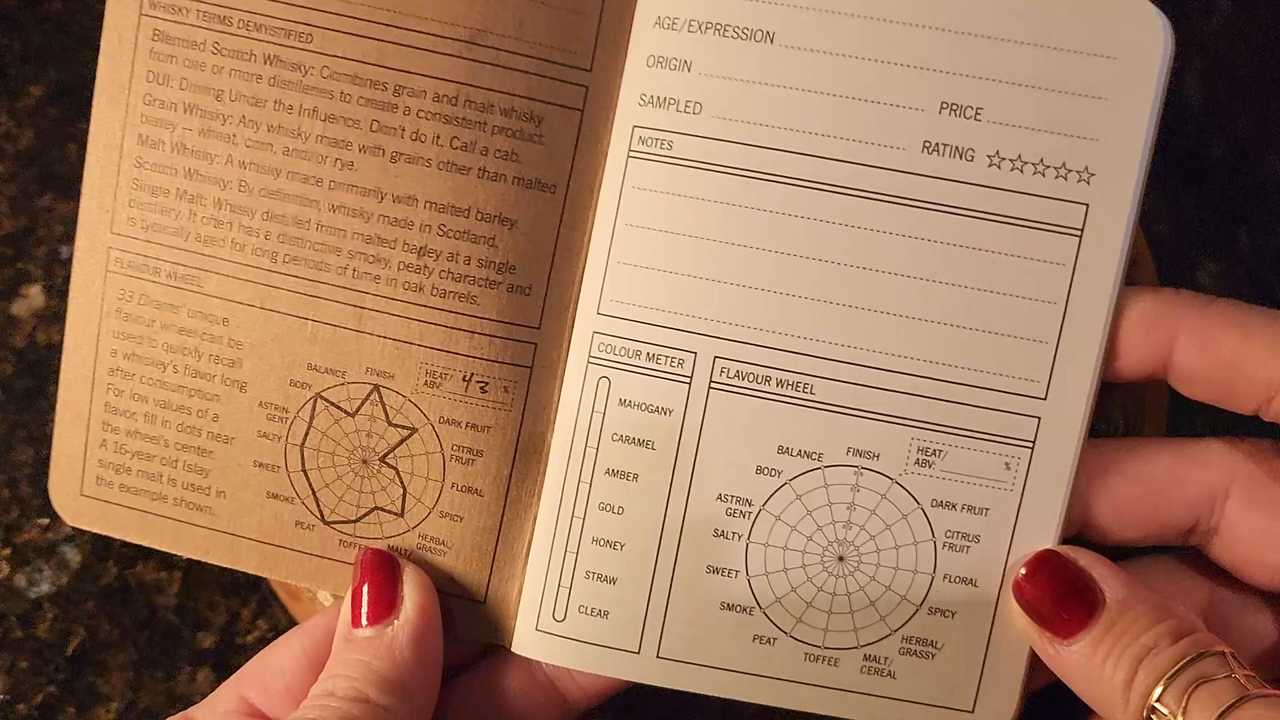 WHISKY TERMS DEMYSTIFIED
Blended Scotch Whisky: Combines grain and malt whisky
from one or more distilleries to create a consistent product.
DUI: Driving Under the Influence. Don't do it. Call a cab.
Grain Whisky: Any whisky made with grains other than malted
barley – wheat, corn, and/or rye.
Malt Whisky: A whisky made primarily with malted barley.
Scotch Whisky: By definition, whisky made in Scotland.
Single Malt: Whisky distilled from malted barley at a single
distillery. It often has a distinctive smoky, peaty character and
is typically aged for long periods of time in oak barrels.
FLAVOUR WHEEL
33 Drams' unique
flavour wheel can be
used to quickly recall
a whiskey's flavor long
after consumption.
For low values of a
flavor, fill in dots near
the wheel's center.
A 16-year old Islay
single malt is used in
the example shown.
HEAT/
ABV: 43 %
FINISH
DARK FRUIT
CITRUS
FRUIT
FLORAL
SPICY
HERBAL/
GRASSY
MALT/
TOFFEE
PEAT
SMOKE
SWEET
SALTY
ASTRIN-
GENT
BODY
BALANCE
AGE/EXPRESSION
ORIGIN
PRICE
SAMPLED
RATING
NOTES
COLOUR METER
MAHOGANY
CARAMEL
AMBER
GOLD
HONEY
STRAW
CLEAR
FLAVOUR WHEEL
HEAT/
ABV: %
FINISH
DARK FRUIT
CITRUS
FRUIT
FLORAL
SPICY
HERBAL/
GRASSY
MALT/
CEREAL
TOFFEE
PEAT
SMOKE
SWEET
SALTY
ASTRIN-
GENT
BODY
BALANCE